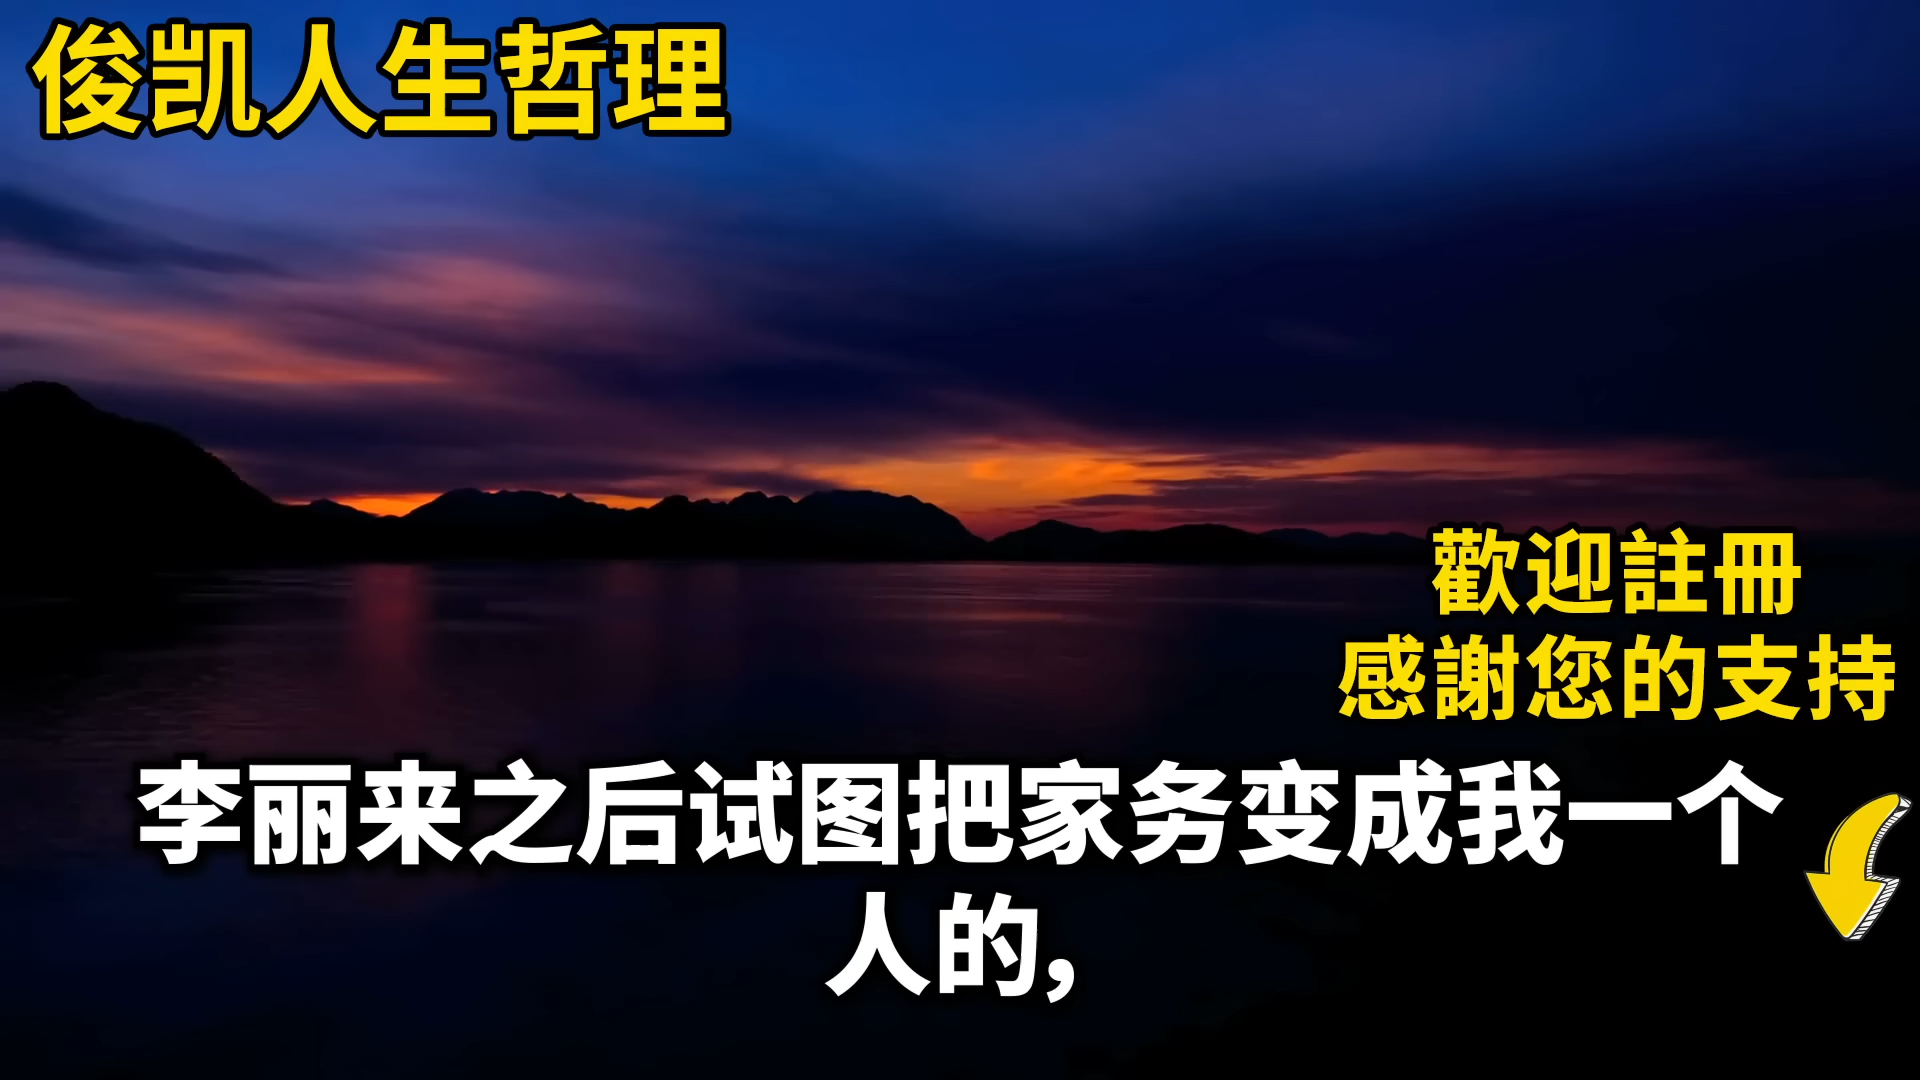 俊凯人生哲理
歡迎註冊
感謝您的支持
李丽来之后试图把家务变成我一个
人的,